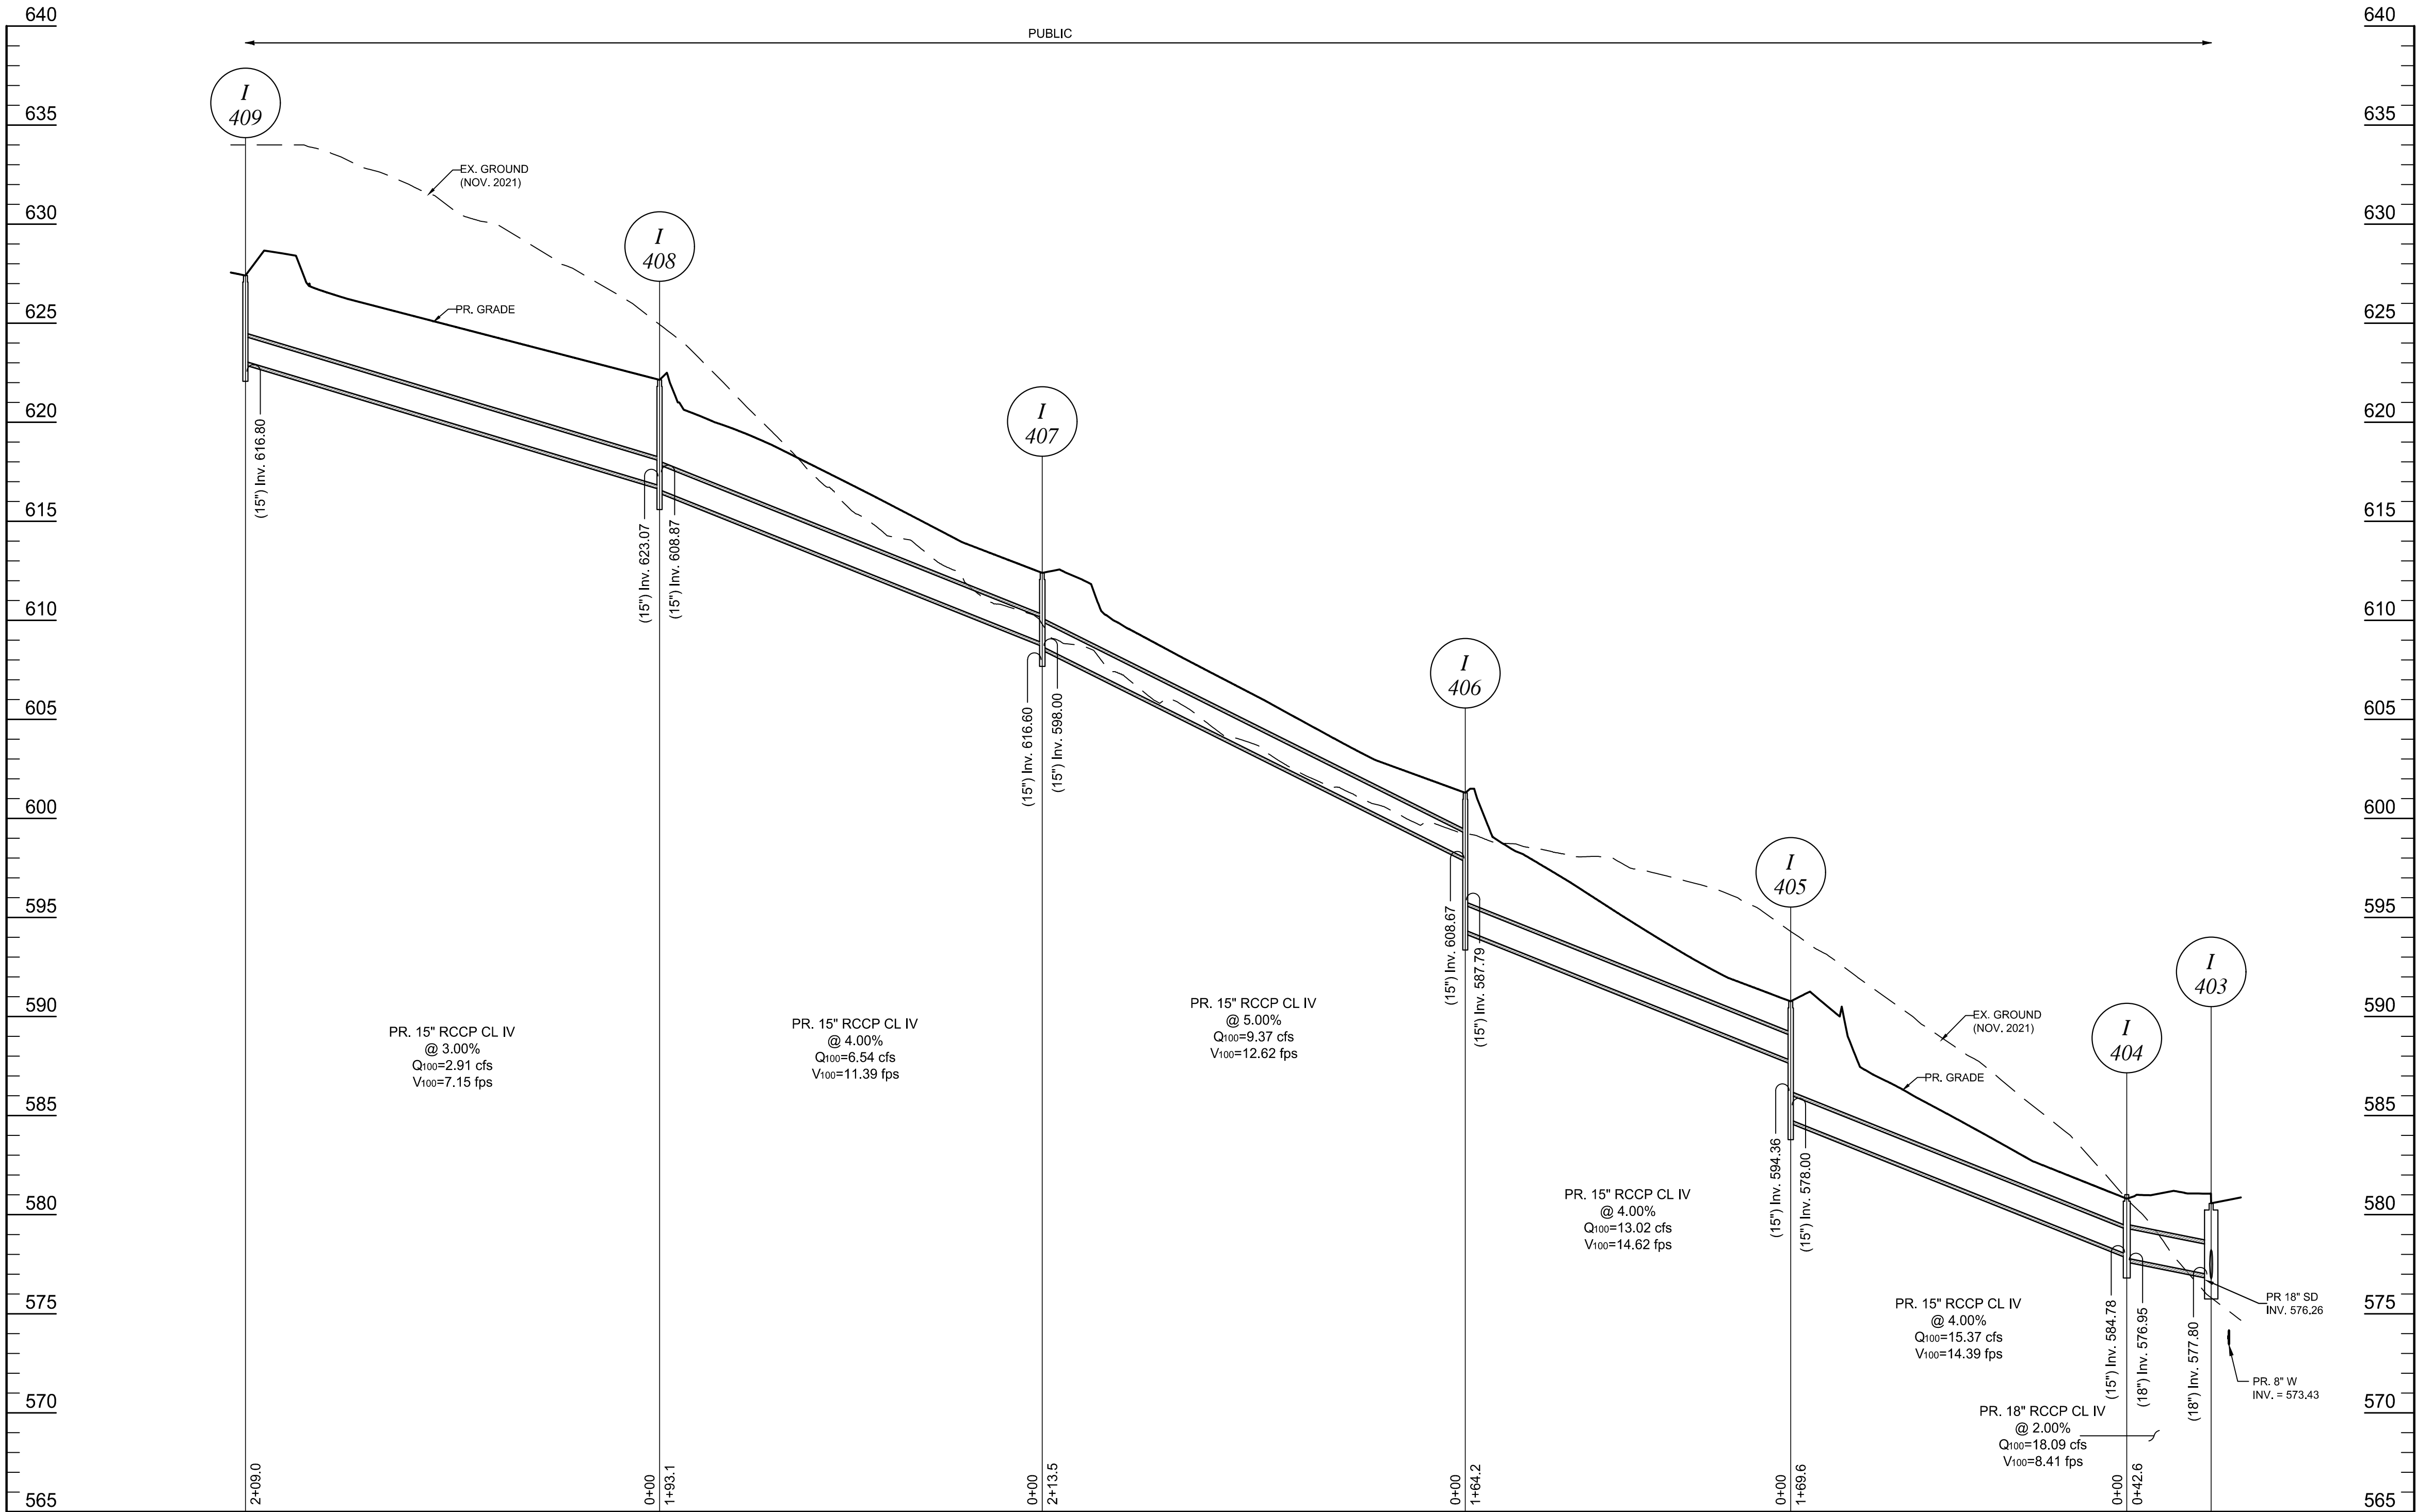 PUBLIC
640
635
630
625
620
615
610
605
600
595
590
585
580
575
570
565
640
635
630
625
620
615
610
605
600
595
590
585
580
575
570
565
I
409
I
408
I
407
I
406
I
405
I
404
I
403
EX. GROUND
(NOV. 2021)
PR. GRADE
(15") Inv. 616.80
(15") Inv. 623.07
(15") Inv. 608.87
(15") Inv. 616.60
(15") Inv. 598.00
(15") Inv. 608.67
(15") Inv. 587.79
(15") Inv. 594.36
(15") Inv. 578.00
(15") Inv. 584.78
(18") Inv. 576.95
(18") Inv. 577.80
EX. GROUND
(NOV. 2021)
PR. GRADE
PR 18" SD
INV. 576.26
PR. 8" W
INV. = 573.43
PR. 15" RCCP CL IV
@ 3.00%
Q100=2.91 cfs
V100=7.15 fps
PR. 15" RCCP CL IV
@ 4.00%
Q100=6.54 cfs
V100=11.39 fps
PR. 15" RCCP CL IV
@ 5.00%
Q100=9.37 cfs
V100=12.62 fps
PR. 15" RCCP CL IV
@ 4.00%
Q100=13.02 cfs
V100=14.62 fps
PR. 15" RCCP CL IV
@ 4.00%
Q100=15.37 cfs
V100=14.39 fps
PR. 18" RCCP CL IV
@ 2.00%
Q100=18.09 cfs
V100=8.41 fps
2+09.0
0+00
1+93.1
0+00
2+13.5
0+00
1+64.2
0+00
1+69.6
0+00
0+42.6